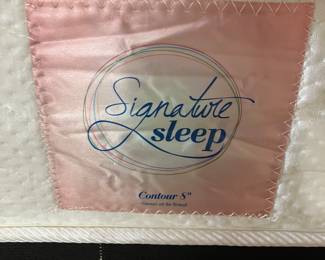 Signature
sleep
Contour 8"